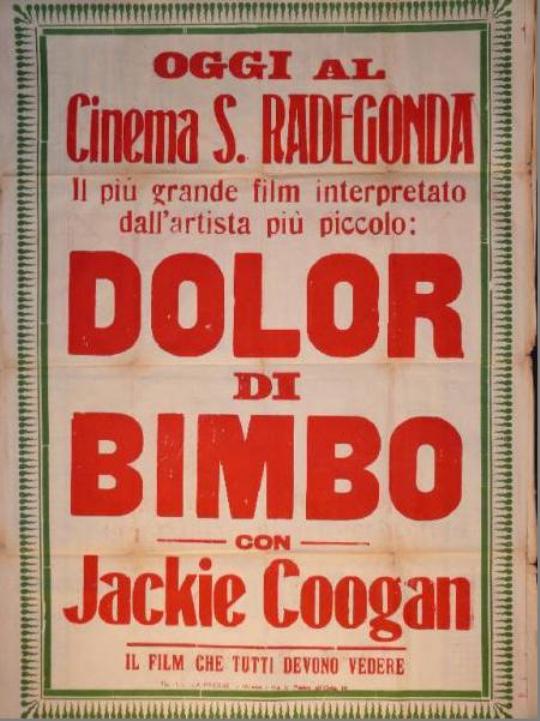 OGGI AL
Cinema S. RADEGONDA
Il più grande film interpretato
dall'artista più piccolo:
DOLOR
DI
BIMBO
CON
Jackie Coogan
IL FILM CHE TUTTI DEVONO VEDERE